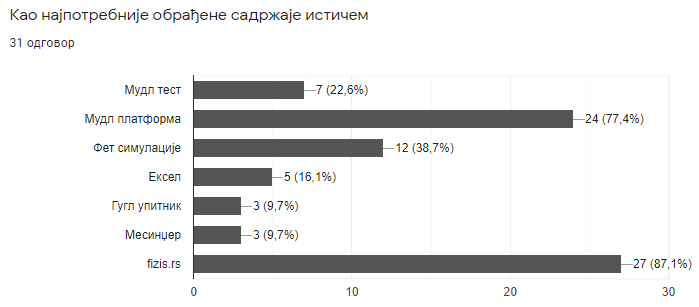 Као најпотребније обрађене садржаје истичем
31 одговор
Мудл тест 7 (22,6%)
Мудл платформа 24 (77,4%)
Фет симулације 12 (38,7%)
Ексел 5 (16,1%)
Гугл упитник 3 (9,7%)
Месинџер 3 (9,7%)
fizis.rs 27 (87,1%)
0 10 20 30